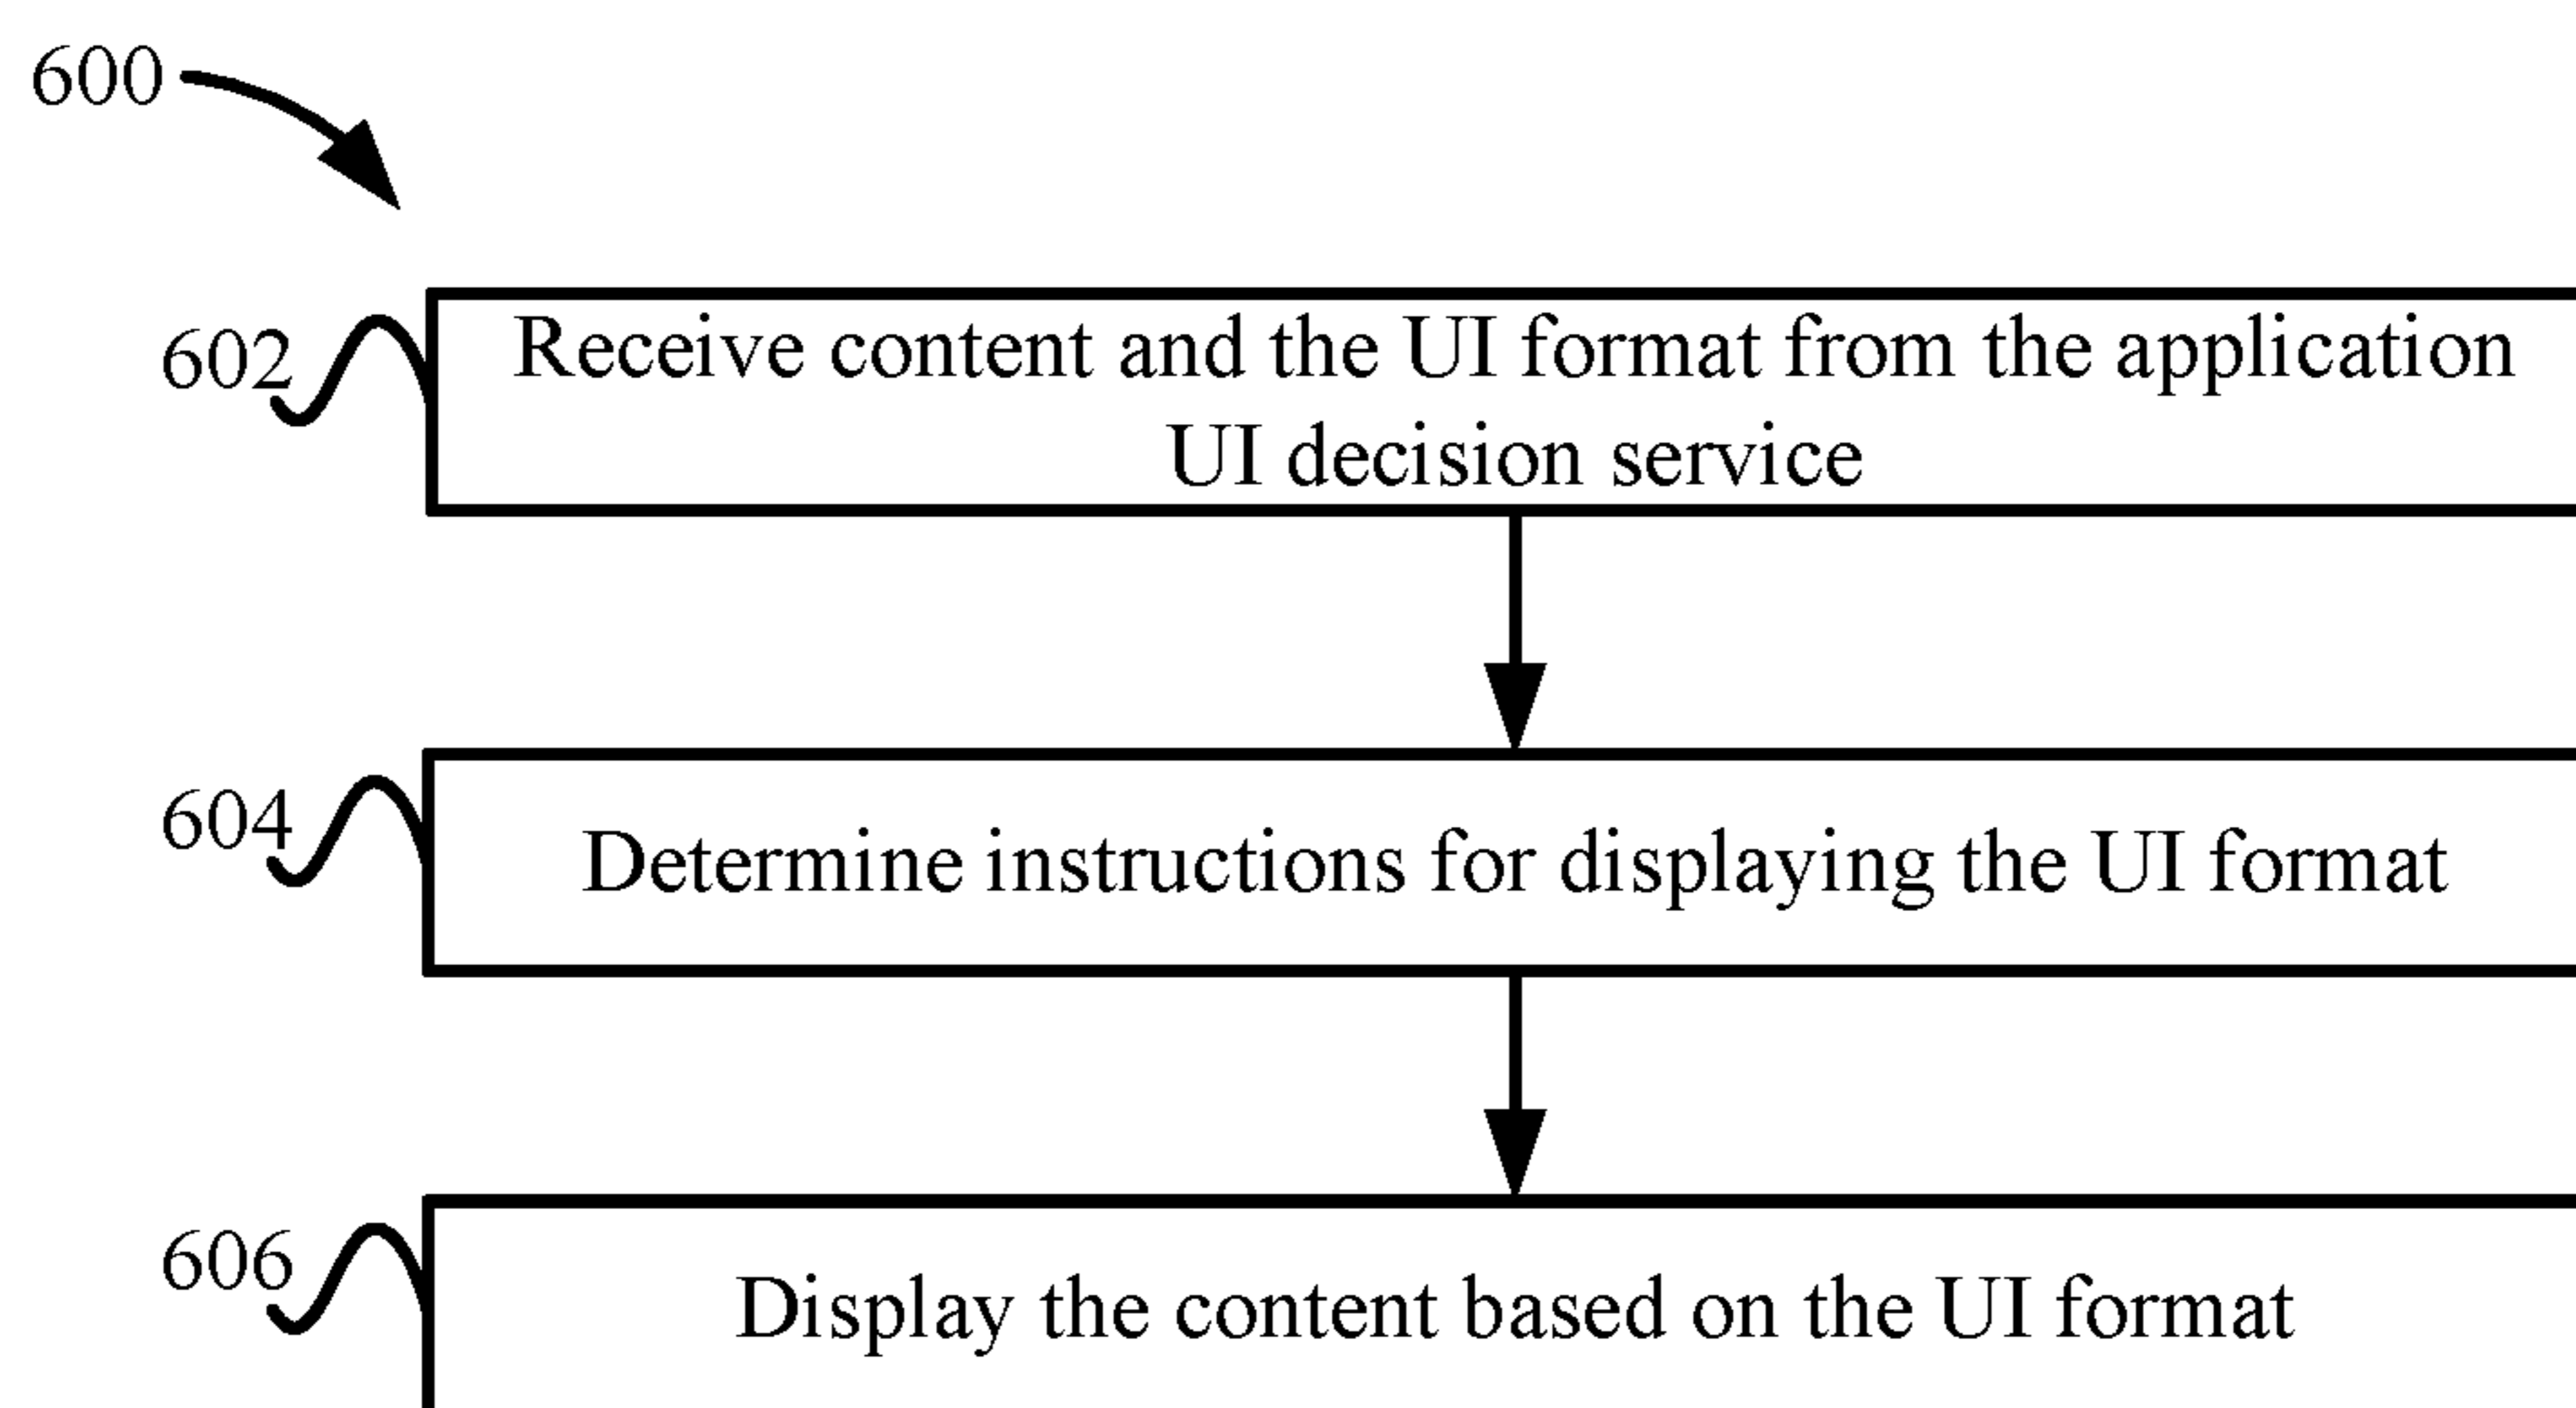 600
602
Receive content and the UI format from the application
UI decision service
604
Determine instructions for displaying the UI format
606
Display the content based on the UI format